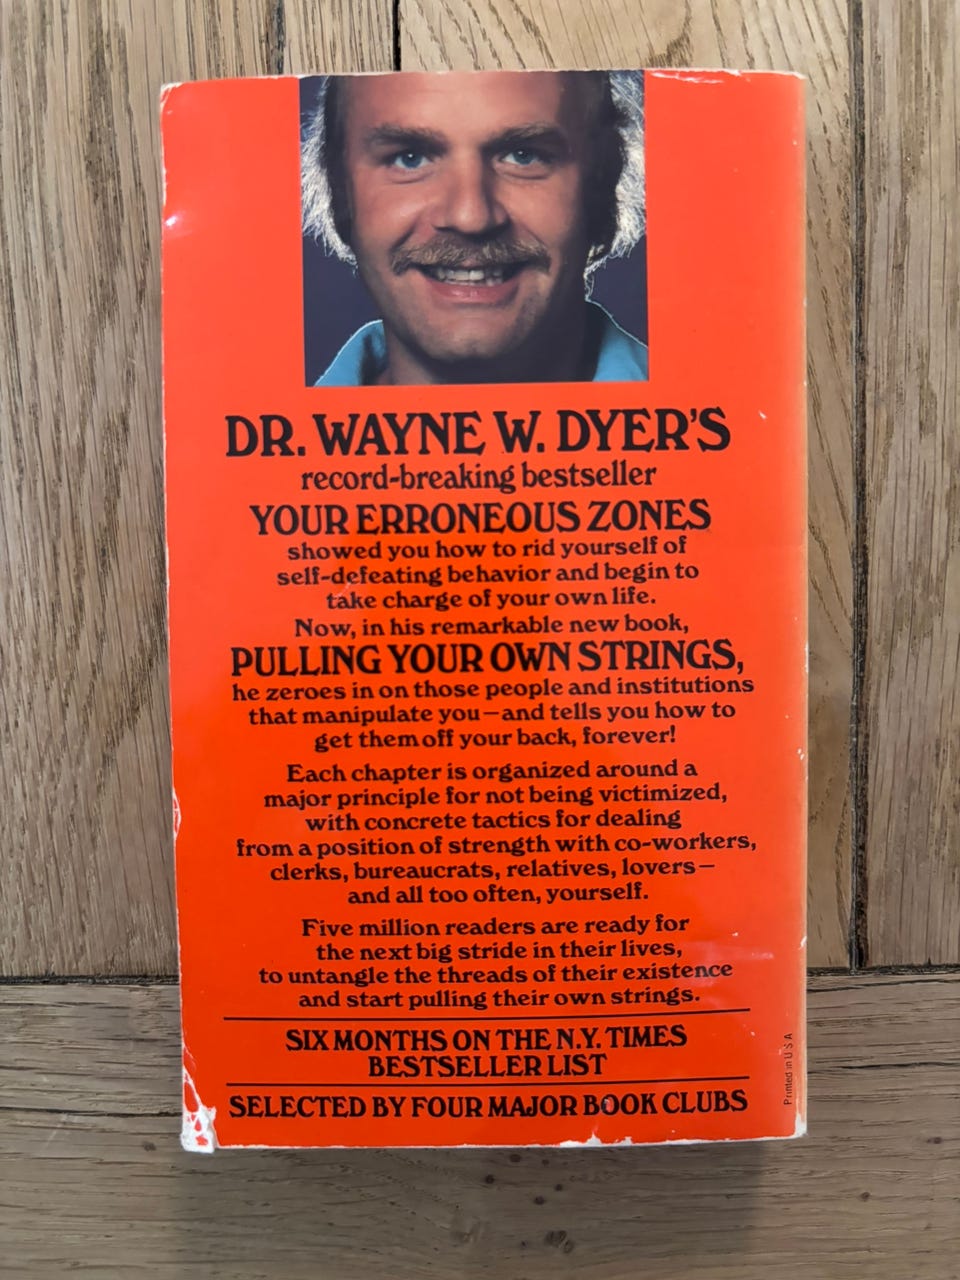 DR. WAYNE W. DYER'S
record-breaking bestseller
YOUR ERRONEOUS ZONES
showed you how to rid yourself of
self-defeating behavior and begin to
take charge of your own life.
Now, in his remarkable new book,
PULLING YOUR OWN STRINGS,
he zeroes in on those people and institutions
that manipulate you—and tells you how to
get them off your back, forever!
Each chapter is organized around a
major principle for not being victimized,
with concrete tactics for dealing
from a position of strength with co-workers,
clerks, bureaucrats, relatives, lovers—
and all too often, yourself.
Five million readers are ready for
the next big stride in their lives,
to untangle the threads of their existence
and start pulling their own strings.
SIX MONTHS ON THE N.Y. TIMES
BESTSELLER LIST
SELECTED BY FOUR MAJOR BOOK CLUBS
Printed in U S A